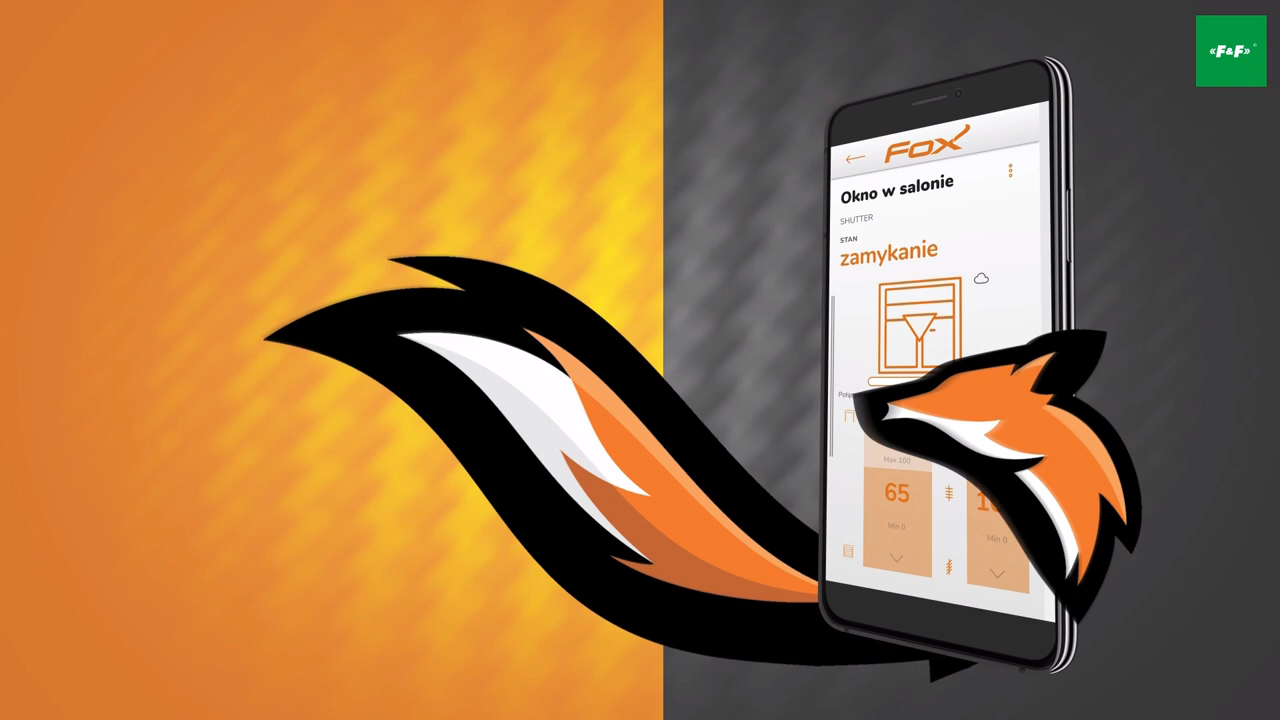 «F&F»
FOX
Okno w salonie
SHUTTER
STAN
zamykanie
Max 100
65
Min 0
Min 0